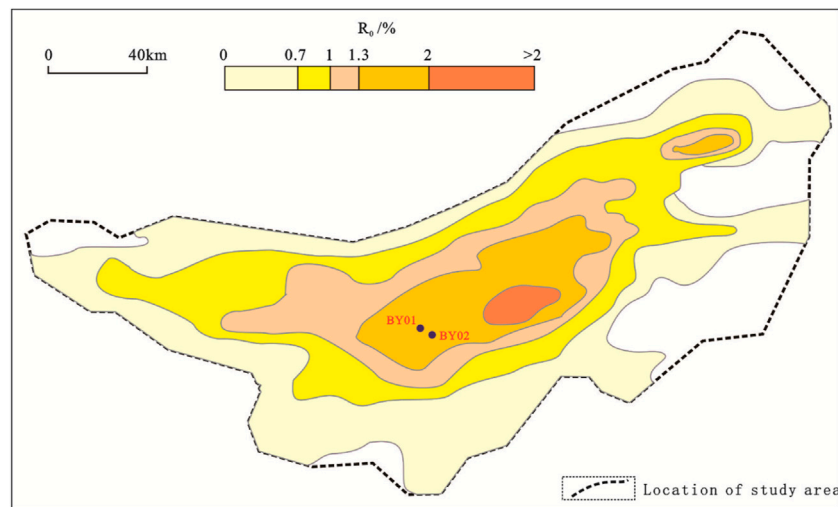 R₀/%
0 40km
0 0.7 1 1.3 2 >2
BY01
BY02
Location of study area